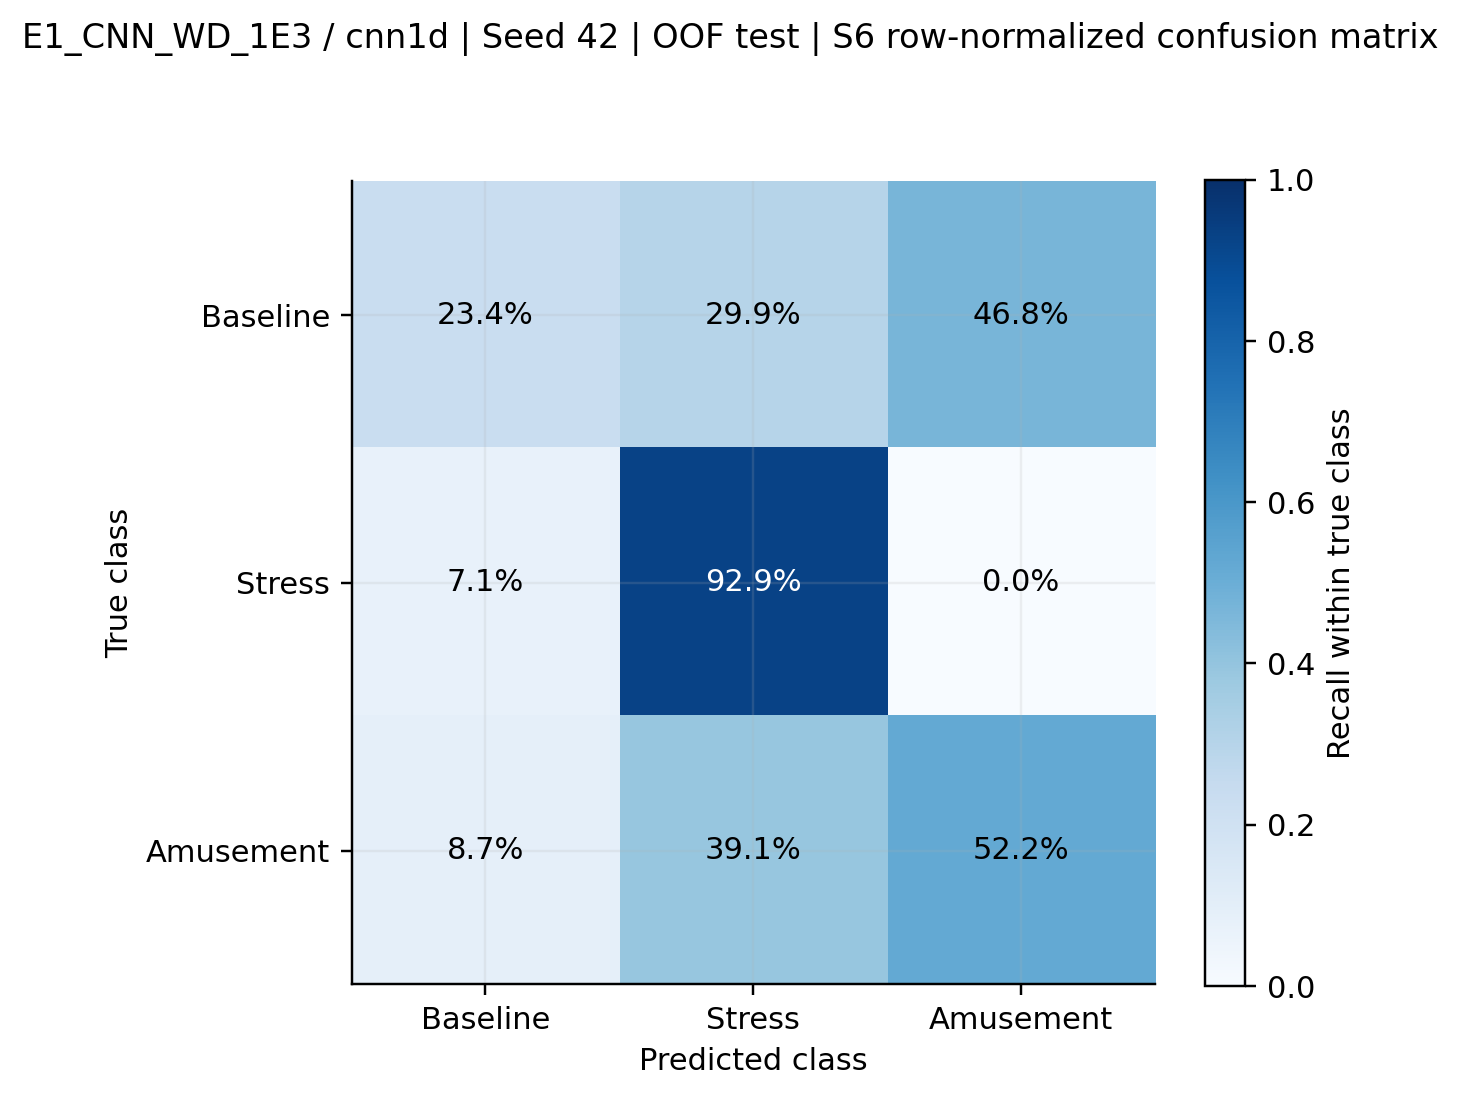 E1_CNN_WD_1E3 / cnn1d | Seed 42 | OOF test | S6 row-normalized confusion matrix
1.0
0.8
0.6
0.4
0.2
0.0
Recall within true class
True class
Baseline 23.4% 29.9% 46.8%
Stress 7.1% 92.9% 0.0%
Amusement 8.7% 39.1% 52.2%
Baseline Stress Amusement
Predicted class